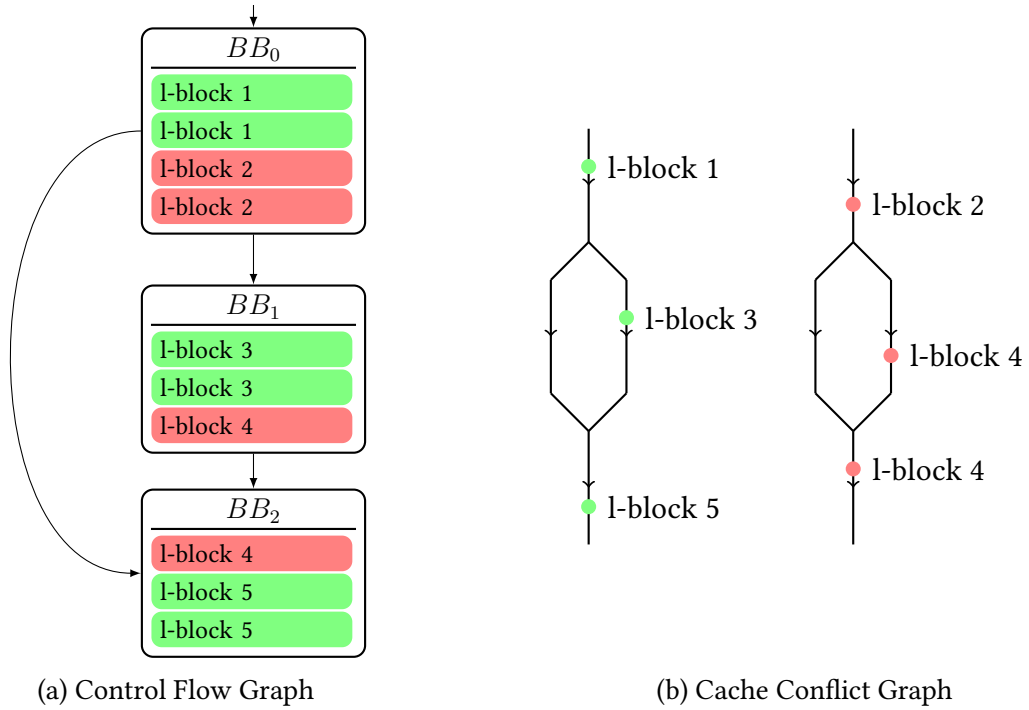 BB0
l-block 1
l-block 1
l-block 2
l-block 2
BB1
l-block 3
l-block 3
l-block 4
BB2
l-block 4
l-block 5
l-block 5
(a) Control Flow Graph
l-block 1
l-block 3
l-block 5
l-block 2
l-block 4
l-block 4
(b) Cache Conflict Graph